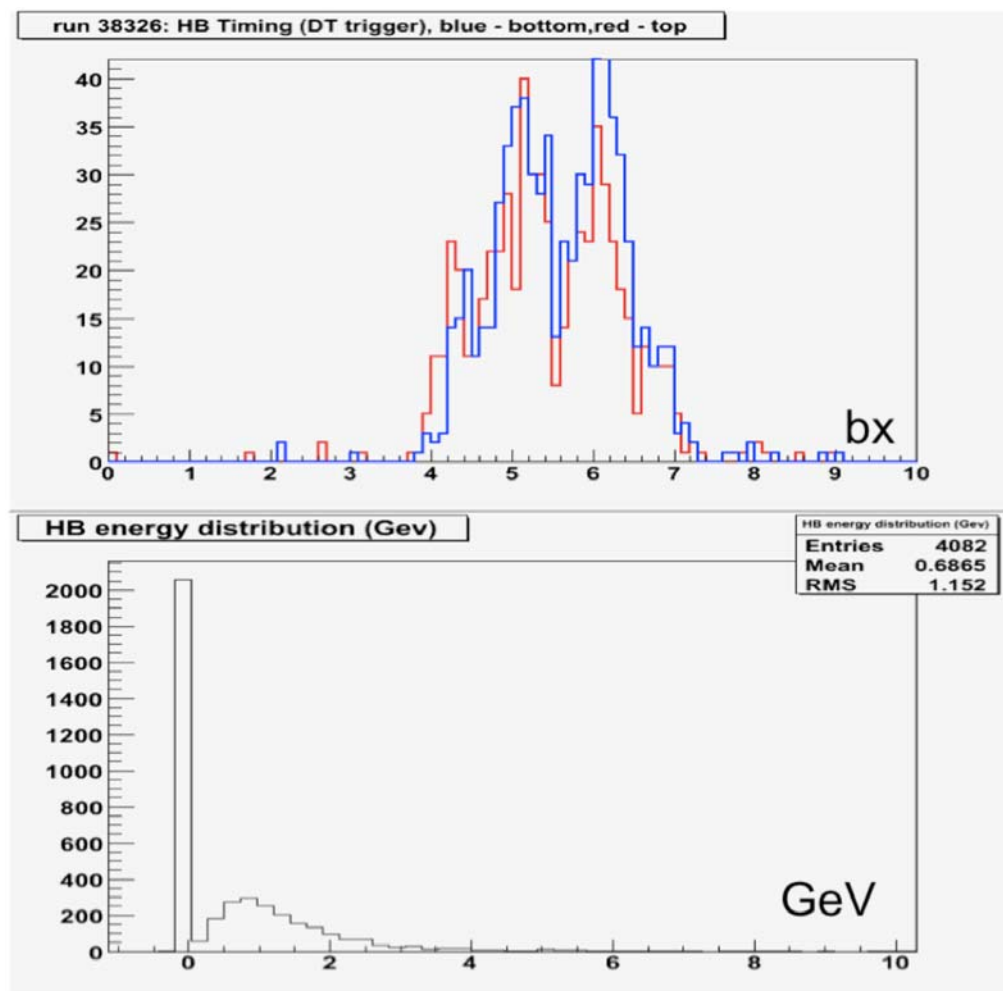 run 38326: HB Timing (DT trigger), blue - bottom,red - top
40
35
30
25
20
15
10
5
0
bx
0 1 2 3 4 5 6 7 8 9 10
HB energy distribution (Gev)
HB energy distribution (Gev)
Entries 4082
Mean 0.6865
RMS 1.152
2000
1800
1600
1400
1200
1000
800
600
400
200
0
GeV
0 2 4 6 8 10